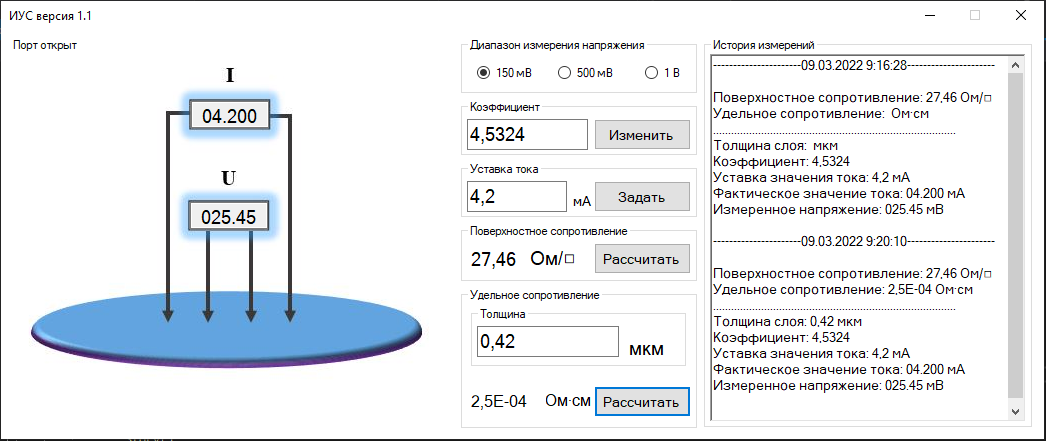 ИУС версия 1.1
Порт открыт
I
04.200
U
025.45
Диапазон измерения напряжения
150 мВ
500 мВ
1 В
Коэффициент
4,5324
Изменить
Уставка тока
4,2
мА
Задать
Поверхностное сопротивление
27,46 Ом/□
Рассчитать
Удельное сопротивление
Толщина
0,42
мкм
2,5E-04 Ом·см
Рассчитать
История измерений
----------------------09.03.2022 9:16:28----------------------
Поверхностное сопротивление: 27,46 Ом/□
Удельное сопротивление:  Ом·см
.............................................................................
Толщина слоя:  мкм
Коэффициент: 4,5324
Уставка значения тока: 4,2 мА
Фактическое значение тока: 04.200 мА
Измеренное напряжение: 025.45 мВ
----------------------09.03.2022 9:20:10----------------------
Поверхностное сопротивление: 27,46 Ом/□
Удельное сопротивление: 2,5E-04 Ом·см
.............................................................................
Толщина слоя: 0,42 мкм
Коэффициент: 4,5324
Уставка значения тока: 4,2 мА
Фактическое значение тока: 04.200 мА
Измеренное напряжение: 025.45 мВ